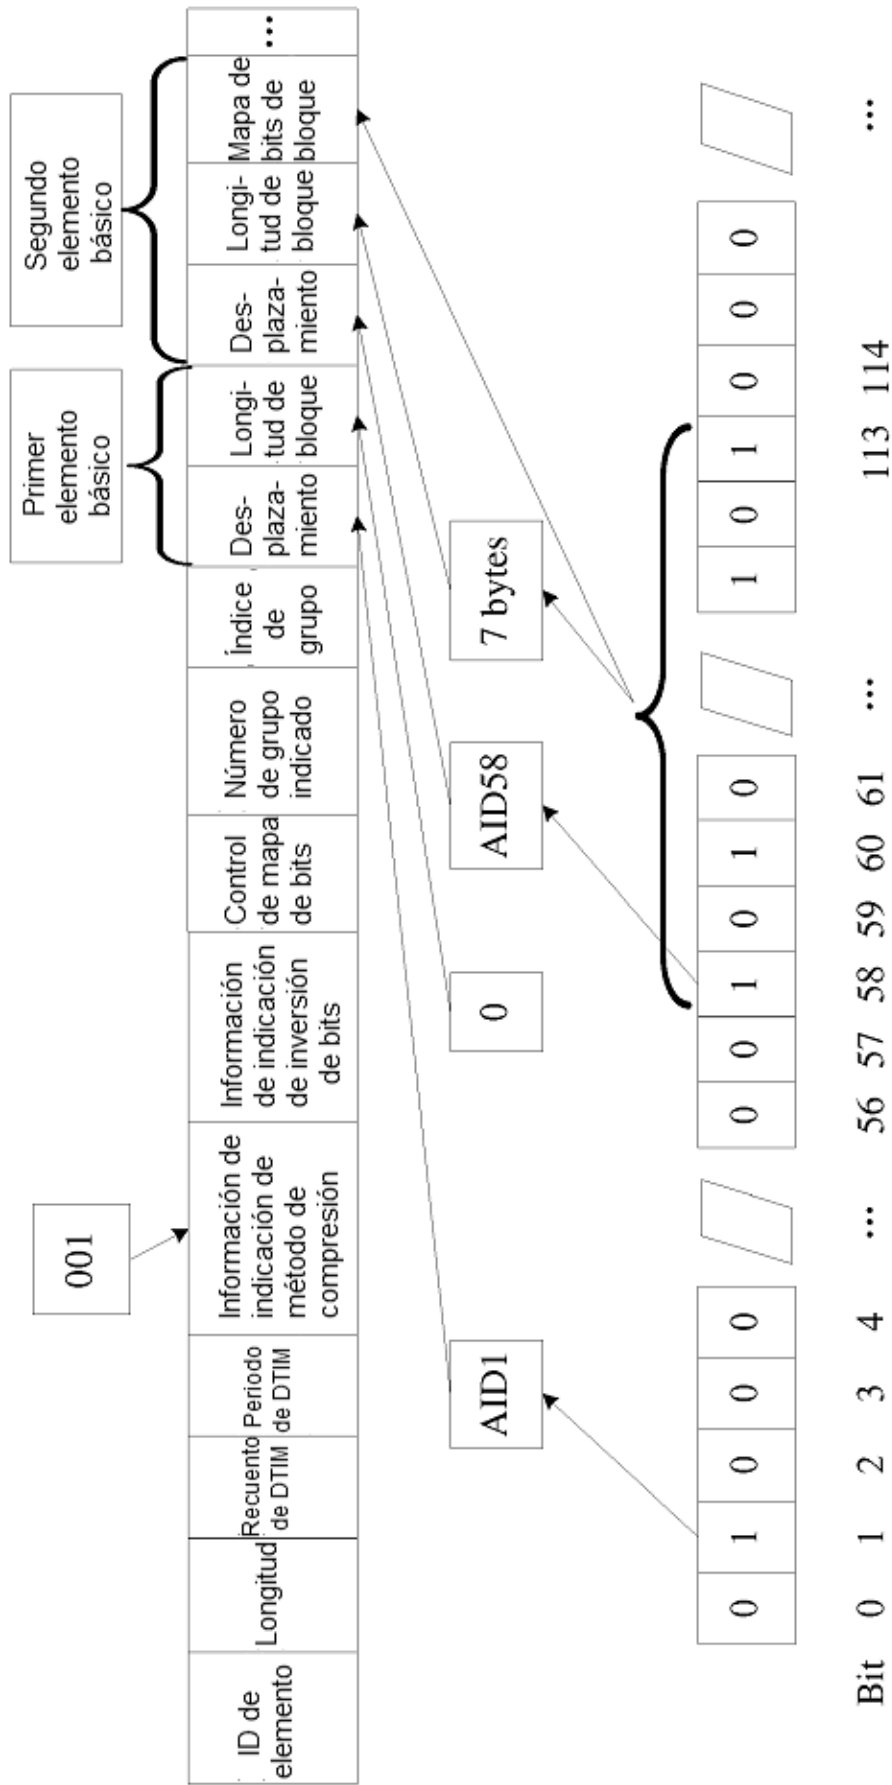 Primer
elemento
básico
Segundo
elemento
básico
001
ID de
elemento
Longitud
Recuento
de DTIM
Periodo
de DTIM
Información de
indicación de
método de
compresión
Información
de indicación
de inversión
de bits
Control
de mapa
de bits
Número
de grupo
indicado
Índice
de
grupo
Des-
plaza-
miento
Longi-
tud de
bloque
Des-
plaza-
miento
Longi-
tud de
bloque
Mapa de
bits de
bloque
...
AID1
0
AID58
7 bytes
0 1 0 0 0 0 0 1 0 1 0 1 0 1 0 0 0
Bit 0 1 2 3 4 ... 56 57 58 59 60 61 ... 113 114 ...